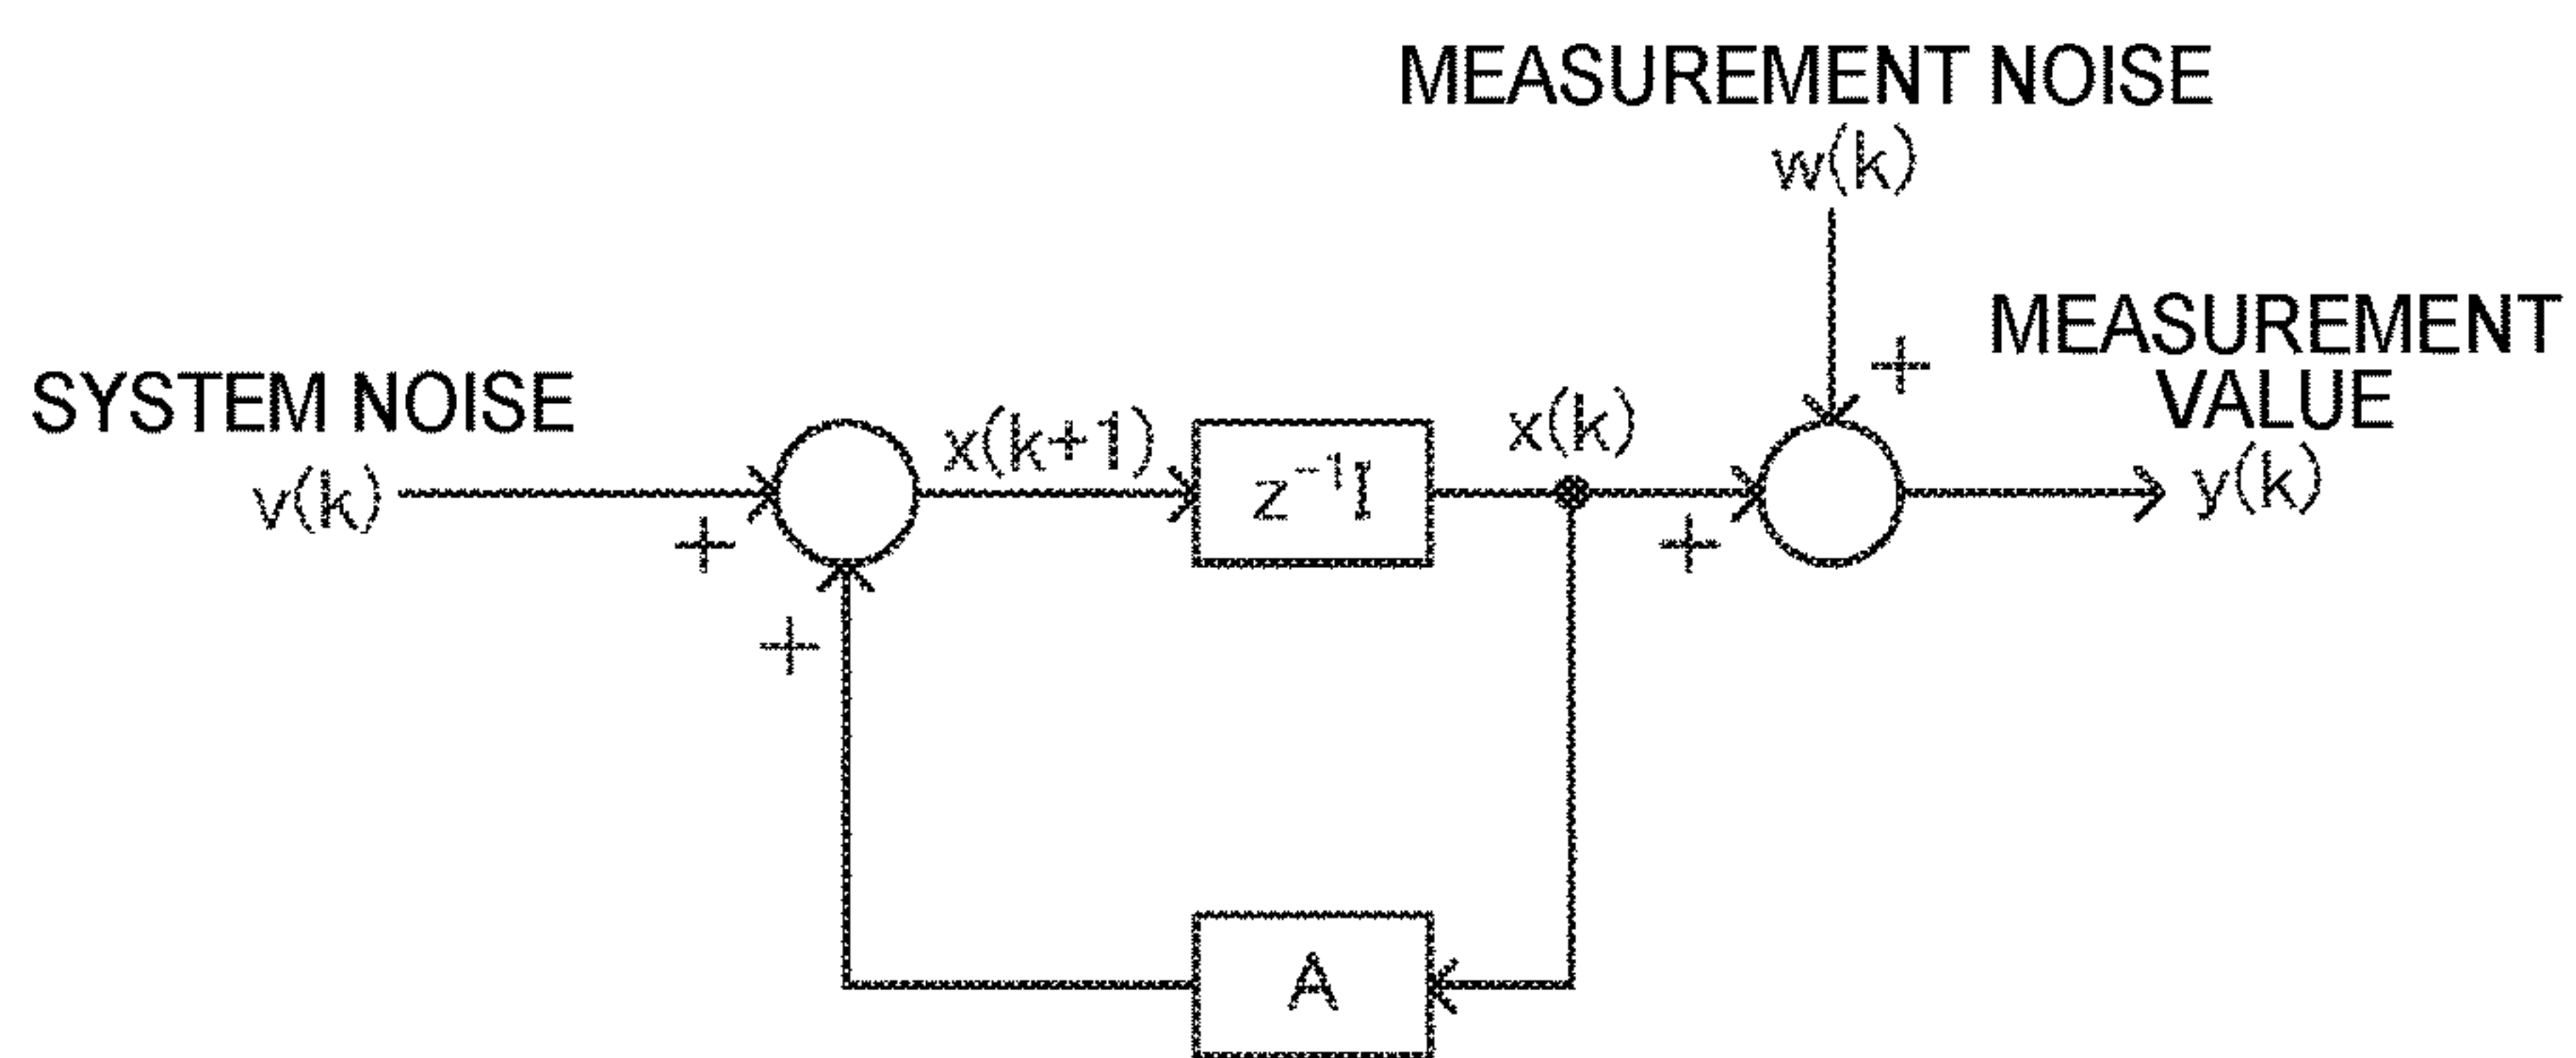 MEASUREMENT NOISE
w(k)
+
MEASUREMENT
VALUE
y(k)
SYSTEM NOISE
v(k)
+
+
x(k+1)
z⁻¹I
x(k)
+
A